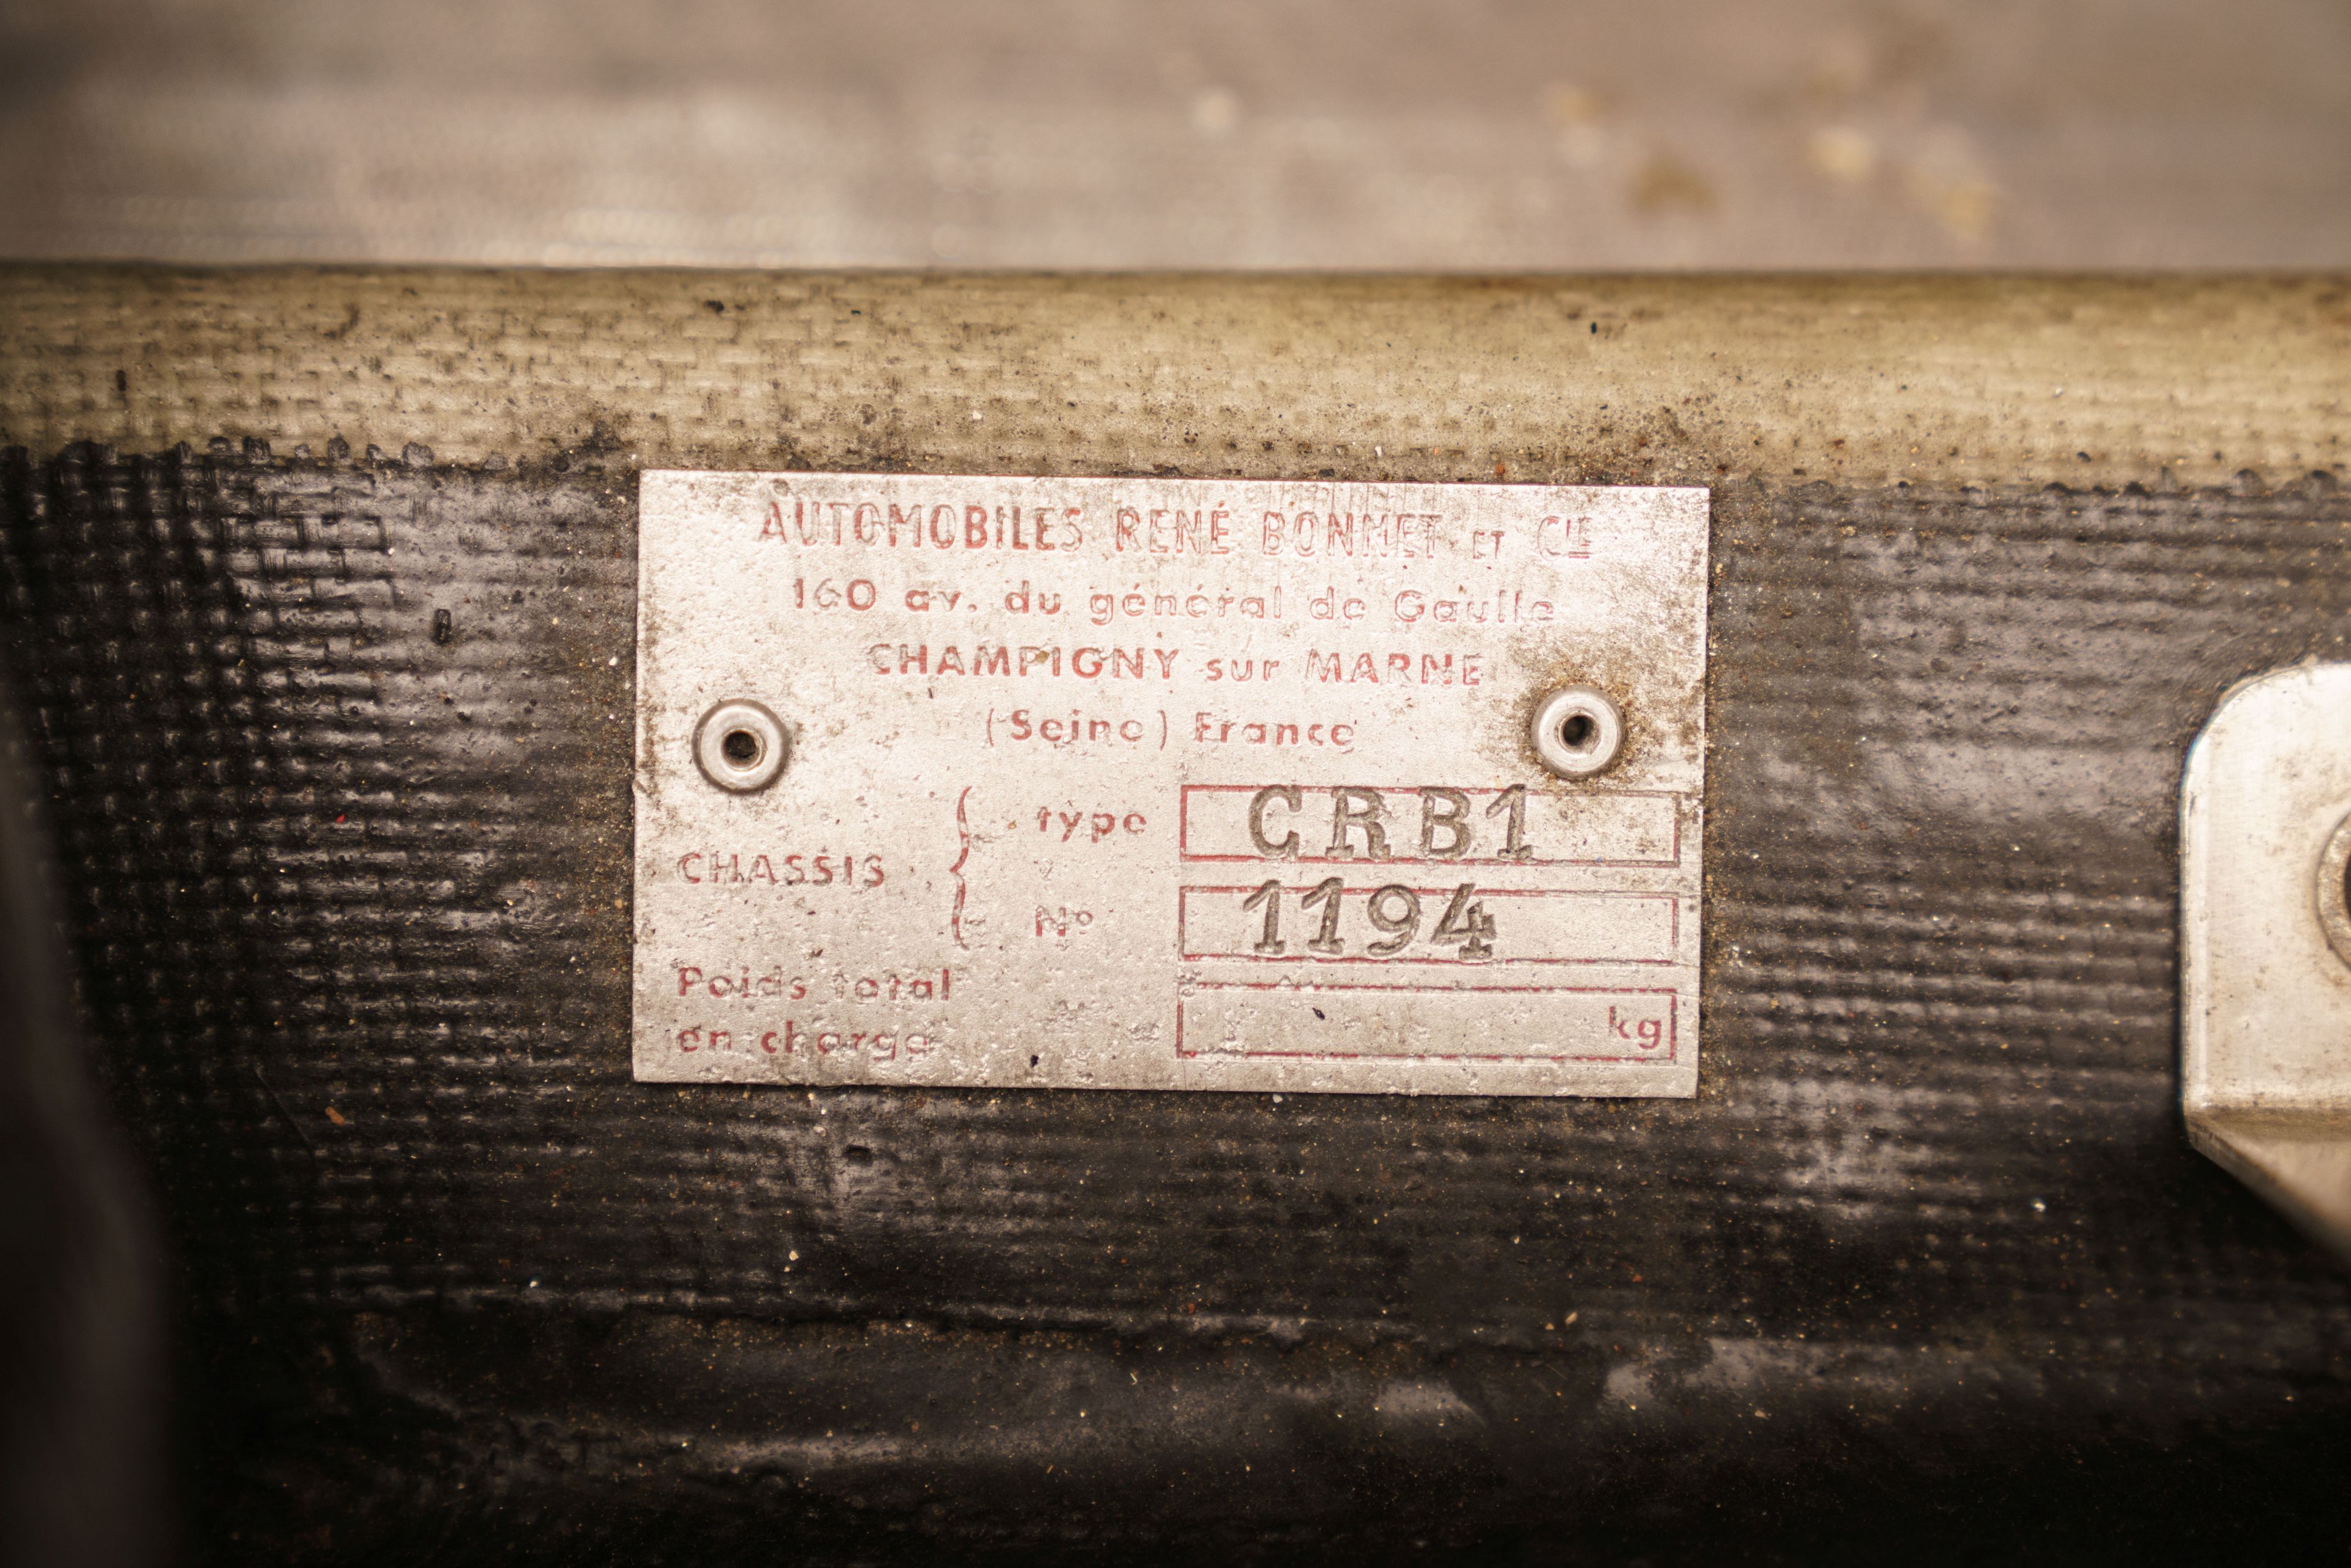 AUTOMOBILES RENÉ BONNET ET CIE
160 av. du général de Gaulle
CHAMPIGNY sur MARNE
(Seine) France
CHASSIS { type CRB1
N° 1194
Poids total
en charge kg